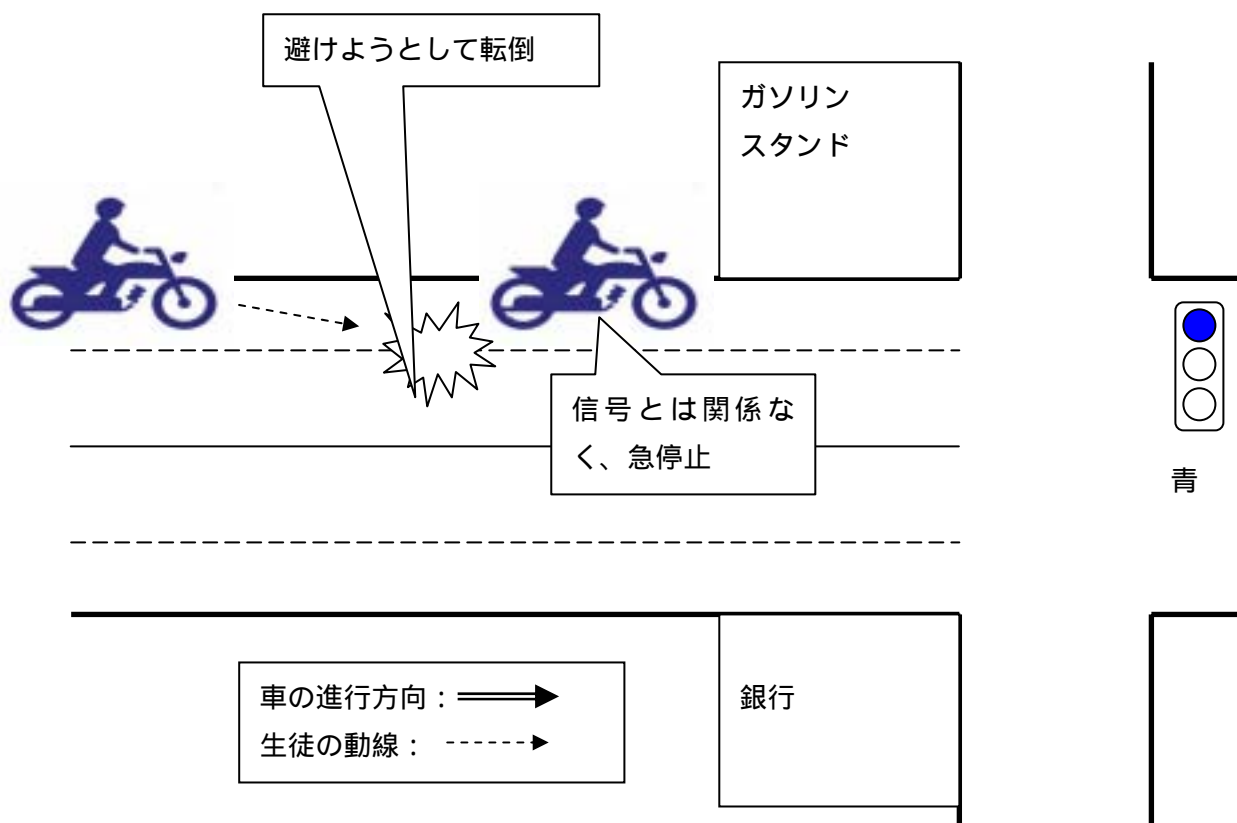 避けようとして転倒
ガソリン
スタンド
信号とは関係な
く、急停止
青
車の進行方向：
生徒の動線：
銀行